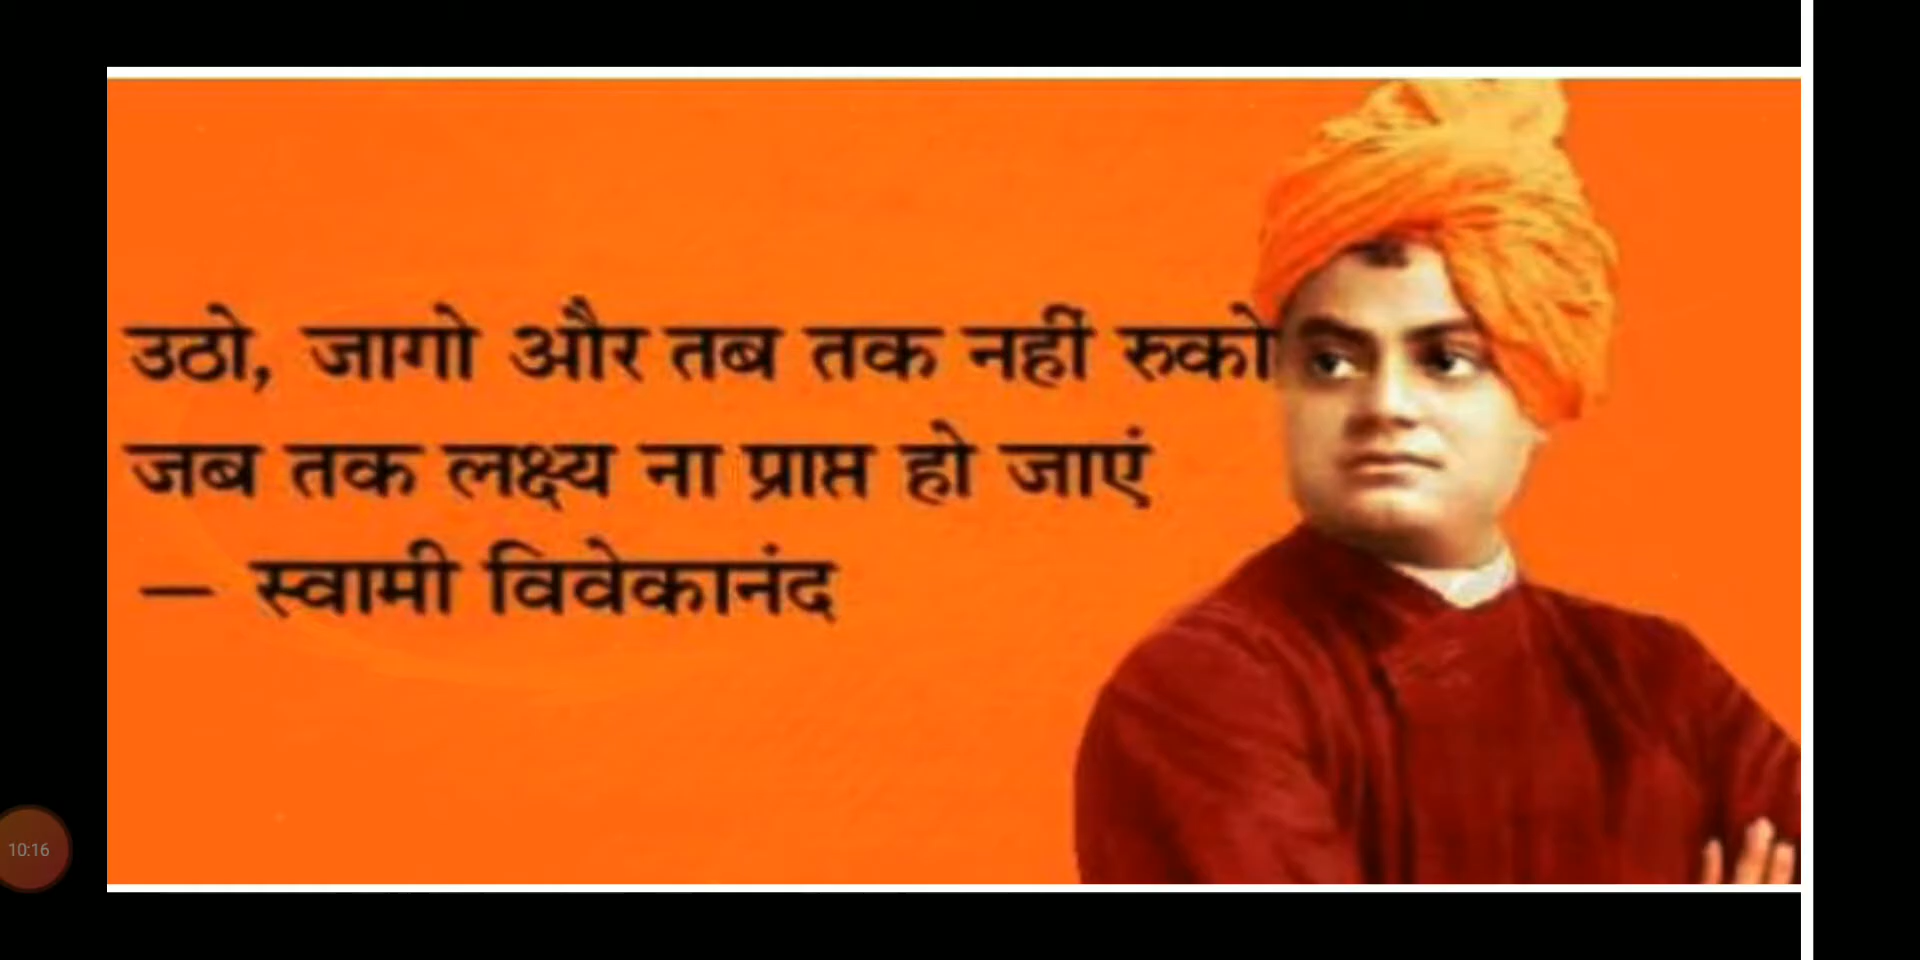 उठो, जागो और तब तक नहीं रुको
जब तक लक्ष्य ना प्राप्त हो जाएं
— स्वामी विवेकानंद
10:16